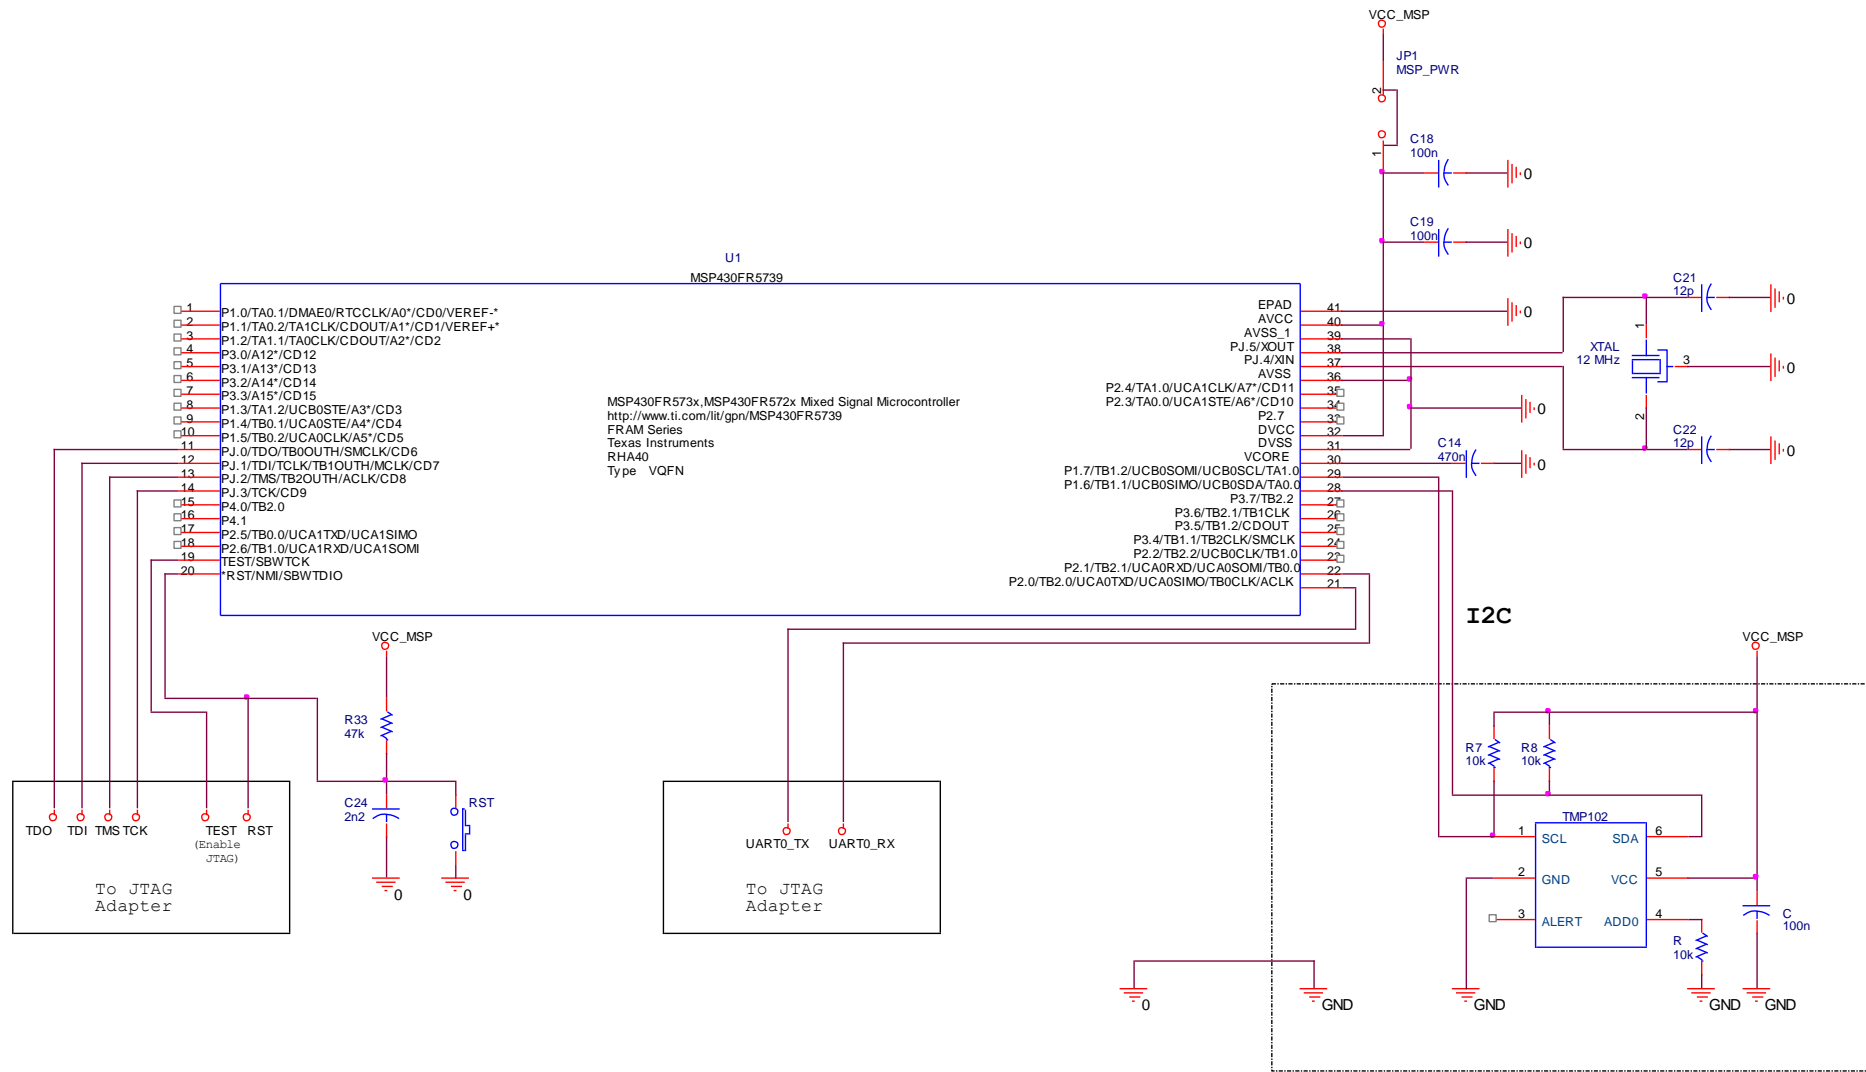 VCC_MSP
JP1
MSP_PWR
2
1
C18
100n
0
C19
100n
0
U1
MSP430FR5739
1
P1.0/TA0.1/DMAE0/RTCCLK/A0*/CD0/VEREF-*
2
P1.1/TA0.2/TA1CLK/CDOUT/A1*/CD1/VEREF+*
3
P1.2/TA1.1/TA0CLK/CDOUT/A2*/CD2
4
P3.0/A12*/CD12
5
P3.1/A13*/CD13
6
P3.2/A14*/CD14
7
P3.3/A15*/CD15
8
P1.3/TA1.2/UCB0STE/A3*/CD3
9
P1.4/TB0.1/UCA0STE/A4*/CD4
10
P1.5/TB0.2/UCA0CLK/A5*/CD5
11
PJ.0/TDO/TB0OUTH/SMCLK/CD6
12
PJ.1/TDI/TCLK/TB1OUTH/MCLK/CD7
13
PJ.2/TMS/TB2OUTH/ACLK/CD8
14
PJ.3/TCK/CD9
15
P4.0/TB2.0
16
P4.1
17
P2.5/TB0.0/UCA1TXD/UCA1SIMO
18
P2.6/TB1.0/UCA1RXD/UCA1SOMI
19
TEST/SBWTCK
20
*RST/NMI/SBWTDIO
MSP430FR573x,MSP430FR572x Mixed Signal Microcontroller
http://www.ti.com/lit/gpn/MSP430FR5739
FRAM Series
Texas Instruments
RHA40
Type VQFN
EPAD
41
AVCC
40
AVSS_1
39
PJ.5/XOUT
38
PJ.4/XIN
37
AVSS
36
P2.4/TA1.0/UCA1CLK/A7*/CD11
35
P2.3/TA0.0/UCA1STE/A6*/CD10
34
P2.7
33
DVCC
32
DVSS
31
VCORE
30
P1.7/TB1.2/UCB0SOMI/UCB0SCL/TA1.0
29
P1.6/TB1.1/UCB0SIMO/UCB0SDA/TA0.0
28
P3.7/TB2.2
27
P3.6/TB2.1/TB1CLK
26
P3.5/TB1.2/CDOUT
25
P3.4/TB1.1/TB2CLK/SMCLK
24
P2.2/TB2.2/UCB0CLK/TB1.0
23
P2.1/TB2.1/UCA0RXD/UCA0SOMI/TB0.0
22
P2.0/TB2.0/UCA0TXD/UCA0SIMO/TB0CLK/ACLK
21
0
C21
12p
0
XTAL
12 MHz
1
3
2
0
0
C14
470n
0
C22
12p
0
I2C
VCC_MSP
R33
47k
C24
2n2
RST
0
0
TDO
TDI
TMS
TCK
TEST
RST
(Enable
JTAG)
To JTAG
Adapter
UART0_TX
UART0_RX
To JTAG
Adapter
VCC_MSP
R7
10k
R8
10k
TMP102
1
SCL
SDA
6
2
GND
VCC
5
3
ALERT
ADD0
4
R
10k
C
100n
0
GND
GND
GND
GND